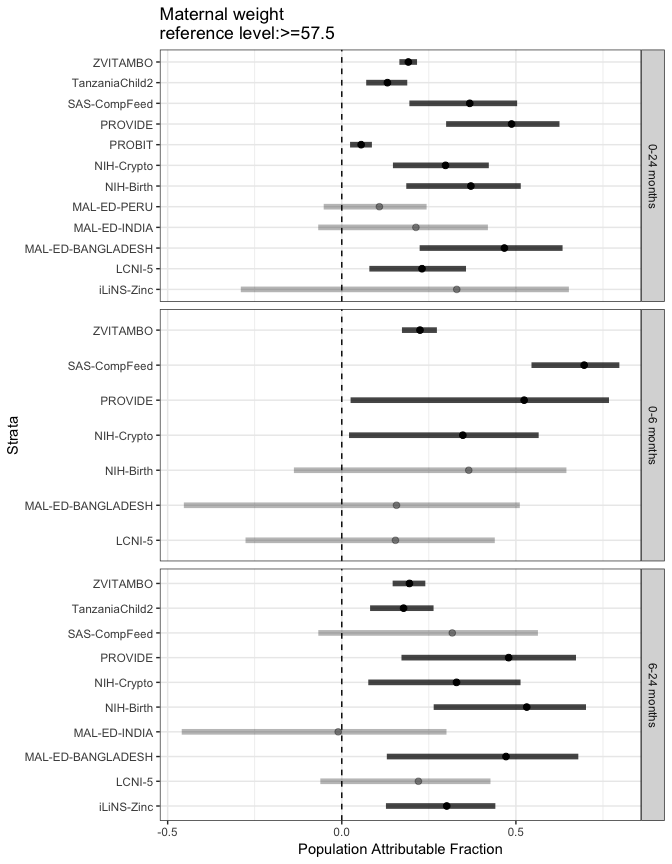 Maternal weight
reference level:>=57.5
ZVITAMBO
TanzaniaChild2
SAS-CompFeed
PROVIDE
PROBIT
NIH-Crypto
NIH-Birth
MAL-ED-PERU
MAL-ED-INDIA
MAL-ED-BANGLADESH
LCNI-5
iLiNS-Zinc
0-24 months
ZVITAMBO
SAS-CompFeed
PROVIDE
NIH-Crypto
NIH-Birth
MAL-ED-BANGLADESH
LCNI-5
0-6 months
ZVITAMBO
TanzaniaChild2
SAS-CompFeed
PROVIDE
NIH-Crypto
NIH-Birth
MAL-ED-INDIA
MAL-ED-BANGLADESH
LCNI-5
iLiNS-Zinc
6-24 months
Strata
-0.5 0.0 0.5
Population Attributable Fraction